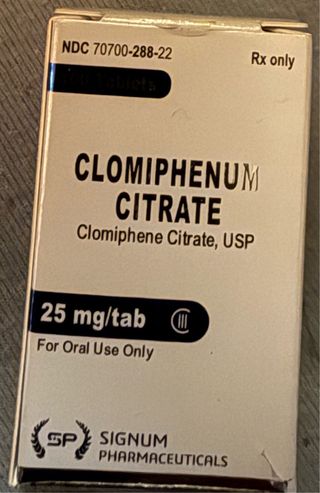 NDC 70700-288-22
Rx only
CLOMIPHENUM
CITRATE
Clomiphene Citrate, USP
25 mg/tab CIII
For Oral Use Only
SP SIGNUM
PHARMACEUTICALS